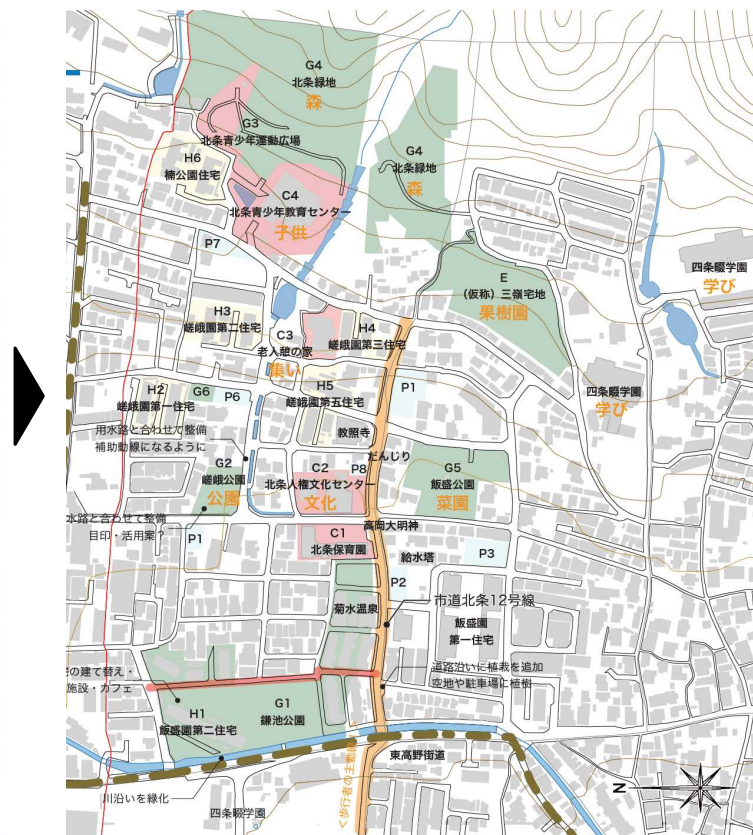 G4
北条緑地
森
G3
北条青少年運動広場
G4
北条緑地
森
H6
楠公園住宅
C4
北条青少年教育センター
子供
P7
四条畷学園
学び
E
（仮称）三嶺宅地
果樹園
H3
嵯峨園第二住宅
C3
老人憩の家
集い
H4
嵯峨園第三住宅
H2
嵯峨園第一住宅
G6
P6
H5
嵯峨園第五住宅
P1
四条畷学園
学び
用水路と合わせて整備
補助動線になるように
教照寺
だんじり
G2
嵯峨公園
公園
C2
北条人権文化センター
文化
P8
G5
飯盛公園
菜園
水路と合わせて整備
目印・活用案？
P1
高岡大明神
C1
北条保育園
給水塔
P3
P2
菊水温泉
市道北条12号線
飯盛園
第一住宅
の建て替え・
施設・カフェ
道路沿いに植栽を追加
空地や駐車場に植樹
H1
飯盛園第二住宅
G1
鎌池公園
東高野街道
川沿いを緑化
四条畷学園
＜歩行者の主動線
N